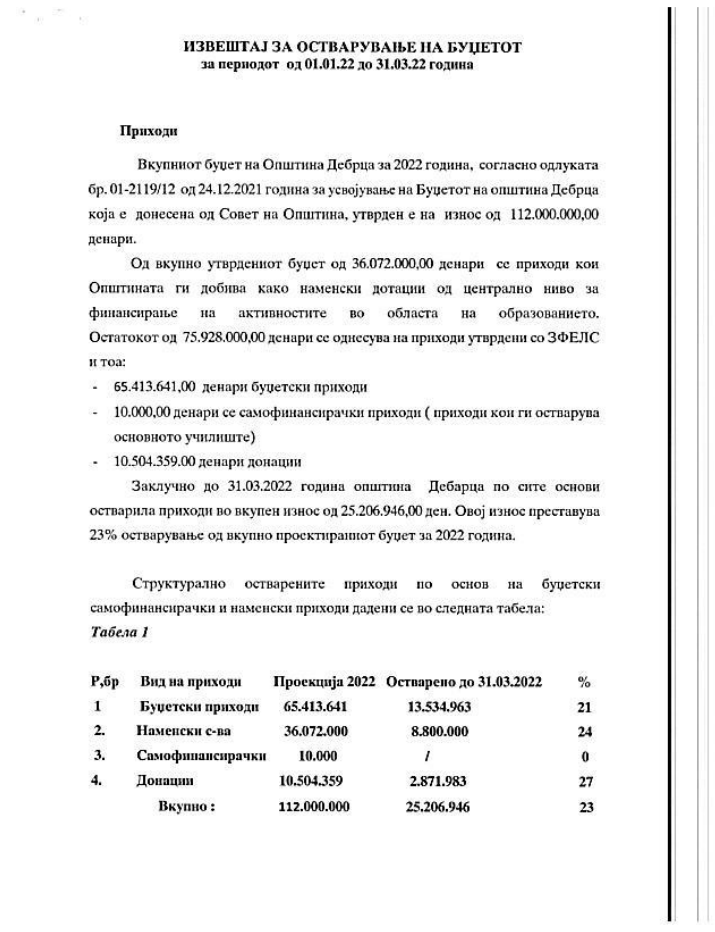 ИЗВЕШТАЈ ЗА ОСТВАРУВАЊЕ НА БУЏЕТОТ
за периодот од 01.01.22 до 31.03.22 година
Приходи
Вкупниот буџет на Општина Дебрца за 2022 година, согласно одлуката
бр. 01-2119/12 од 24.12.2021 година за усвојување на Буџетот на општина Дебрца
која е донесена од Совет на Општина, утврден е на износ од 112.000.000,00
денари.
Од вкупно утврдениот буџет од 36.072.000,00 денари се приходи кои
Општината ги добива како наменски дотации од централно ниво за
финансирање на активностите во областа на образованието.
Остатокот од 75.928.000,00 денари се однесува на приходи утврдени со ЗФЕЛС
и тоа:
- 65.413.641,00 денари буџетски приходи
- 10.000,00 денари се самофинансирачки приходи ( приходи кои ги остварува
основното училиште)
- 10.504.359.00 денари донации
Заклучно до 31.03.2022 година општина Дебарца по сите основи
остварила приходи во вкупен износ од 25.206.946,00 ден. Овој износ преставува
23% остварување од вкупно проектираниот буџет за 2022 година.
Структурално остварените приходи по основ на буџетски
самофинансирачки и наменски приходи дадени се во следната табела:
Табела 1
Р,бр Вид на приходи Проекција 2022 Остварено до 31.03.2022 %
1 Буџетски приходи 65.413.641 13.534.963 21
2. Наменски с-ва 36.072.000 8.800.000 24
3. Самофинансирачки 10.000 / 0
4. Донации 10.504.359 2.871.983 27
Вкупно : 112.000.000 25.206.946 23